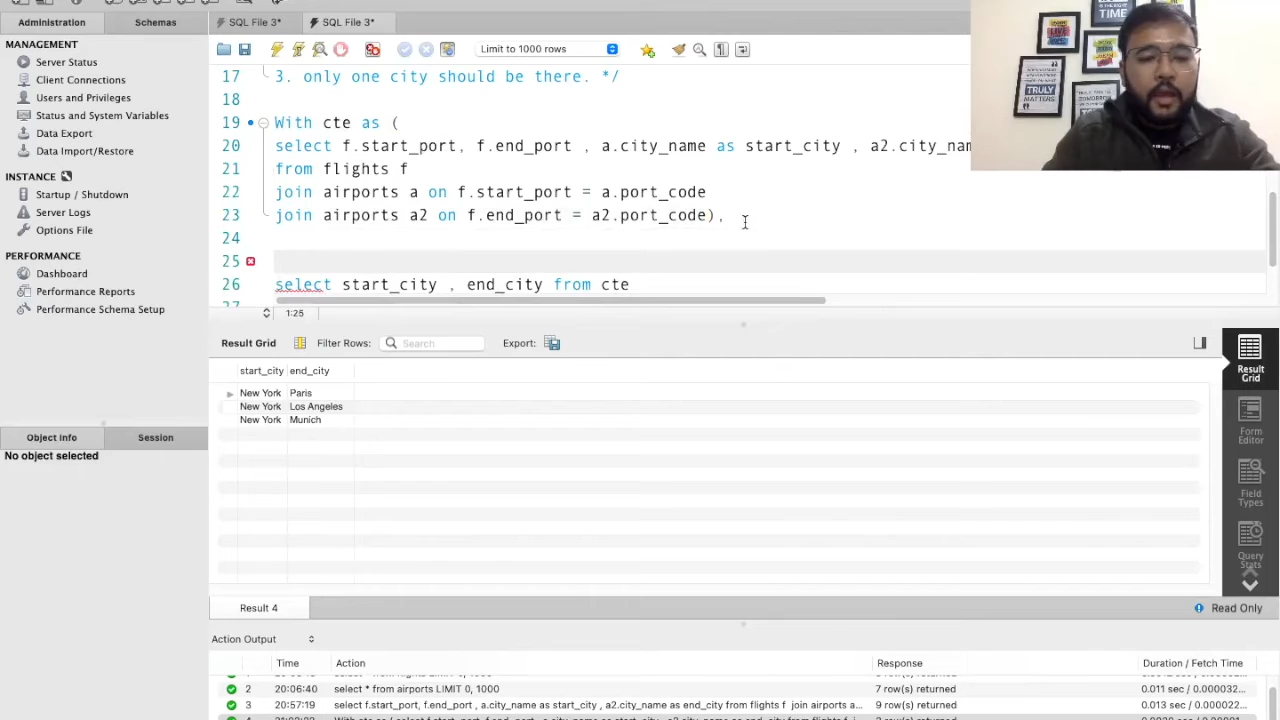 Administration
Schemas
SQL File 3*
SQL File 3*
MANAGEMENT
Server Status
Client Connections
Users and Privileges
Status and System Variables
Data Export
Data Import/Restore
INSTANCE
Startup / Shutdown
Server Logs
Options File
PERFORMANCE
Dashboard
Performance Reports
Performance Schema Setup
Object Info
Session
No object selected
Limit to 1000 rows
17 3. only one city should be there. */
18
19 With cte as (
20 select f.start_port, f.end_port , a.city_name as start_city , a2.city_nam
21 from flights f
22 join airports a on f.start_port = a.port_code
23 join airports a2 on f.end_port = a2.port_code),
24
25
26 select start_city , end_city from cte
27
1:25
Result Grid
Filter Rows:
Search
Export:
start_city end_city
New York Paris
New York Los Angeles
New York Munich
Result Grid
Form Editor
Field Types
Query Stats
Result 4
Read Only
Action Output
Time Action Response Duration / Fetch Time
2 20:06:40 select * from airports LIMIT 0, 1000 7 row(s) returned 0.011 sec / 0.000032...
3 20:57:19 select f.start_port, f.end_port , a.city_name as start_city , a2.city_name as end_city from flights f join airports a... 9 row(s) returned 0.013 sec / 0.000022...
TIME
TRULY
MATTERS